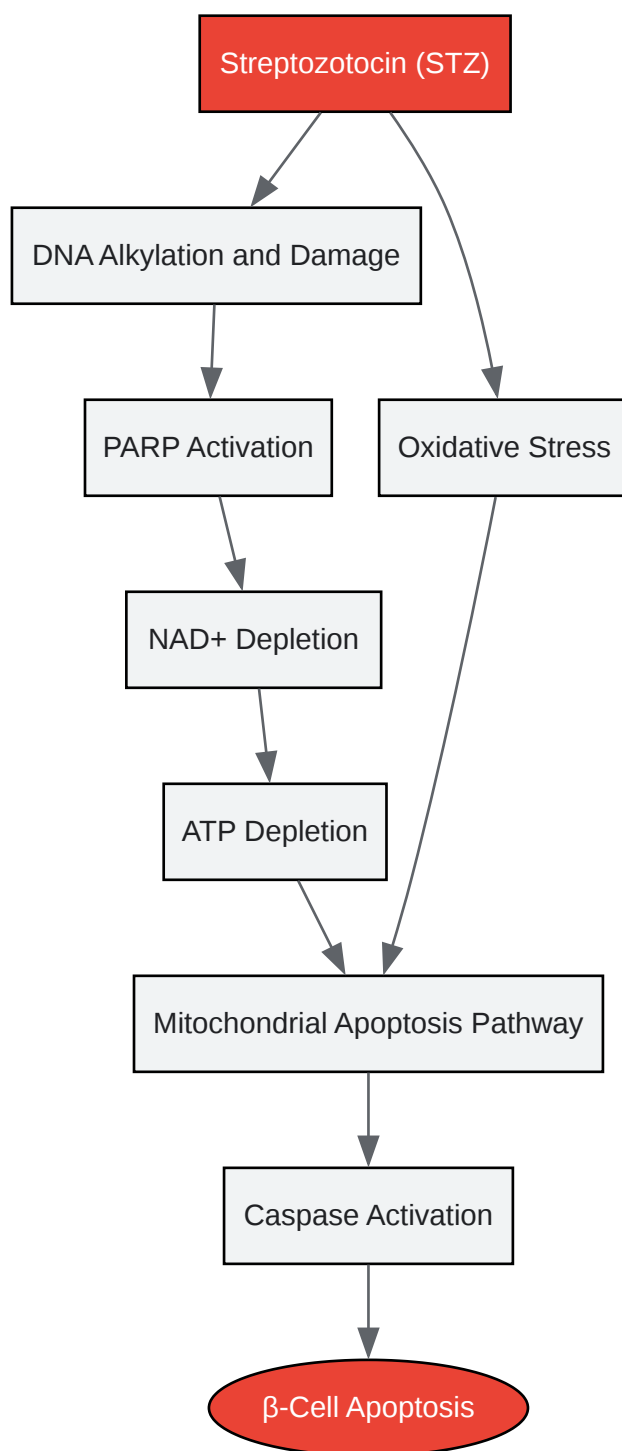 Streptozotocin (STZ)
DNA Alkylation and Damage
PARP Activation
Oxidative Stress
NAD+ Depletion
ATP Depletion
Mitochondrial Apoptosis Pathway
Caspase Activation
β-Cell Apoptosis